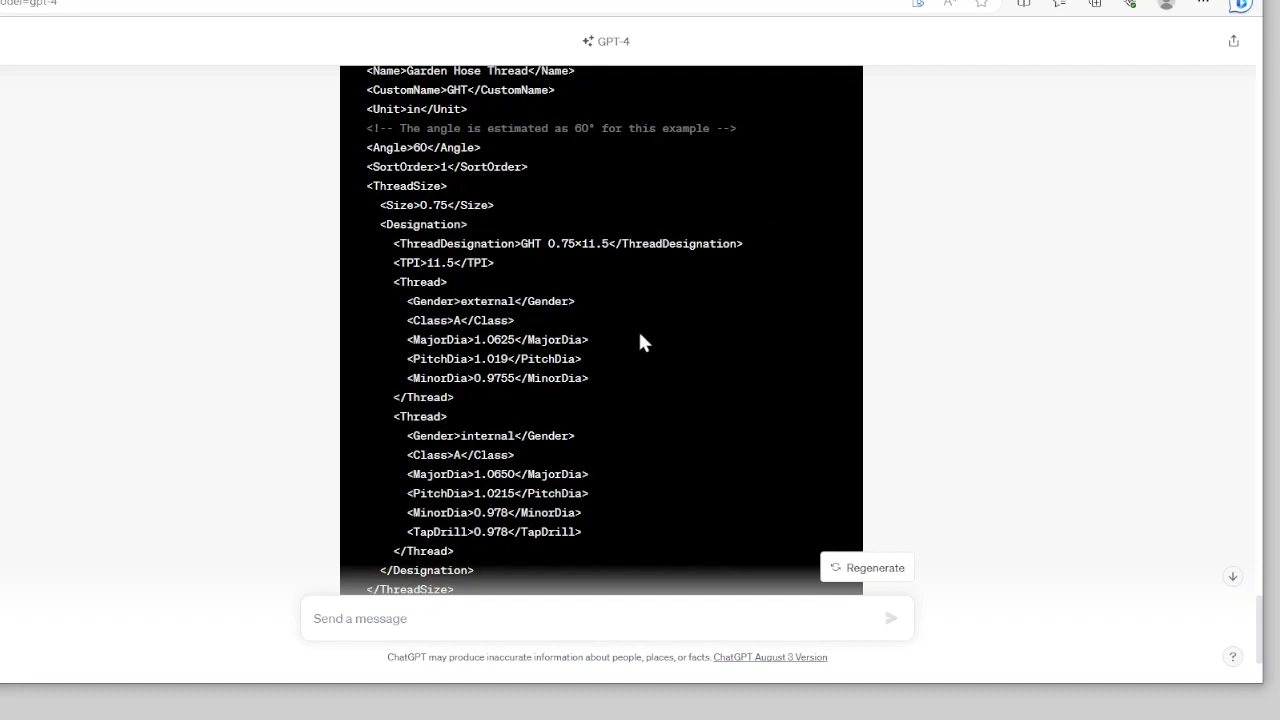 GPT-4
<Name>Garden Hose Thread</Name>
<CustomName>GHT</CustomName>
<Unit>in</Unit>
<!-- The angle is estimated as 60° for this example -->
<Angle>60</Angle>
<SortOrder>1</SortOrder>
<ThreadSize>
<Size>0.75</Size>
<Designation>
<ThreadDesignation>GHT 0.75x11.5</ThreadDesignation>
<TPI>11.5</TPI>
<Thread>
<Gender>external</Gender>
<Class>A</Class>
<MajorDia>1.0625</MajorDia>
<PitchDia>1.019</PitchDia>
<MinorDia>0.9755</MinorDia>
</Thread>
<Thread>
<Gender>internal</Gender>
<Class>A</Class>
<MajorDia>1.0650</MajorDia>
<PitchDia>1.0215</PitchDia>
<MinorDia>0.978</MinorDia>
<TapDrill>0.978</TapDrill>
</Thread>
Regenerate
</Designation>
</ThreadSize>
Send a message
ChatGPT may produce inaccurate information about people, places, or facts. ChatGPT August 3 Version
?